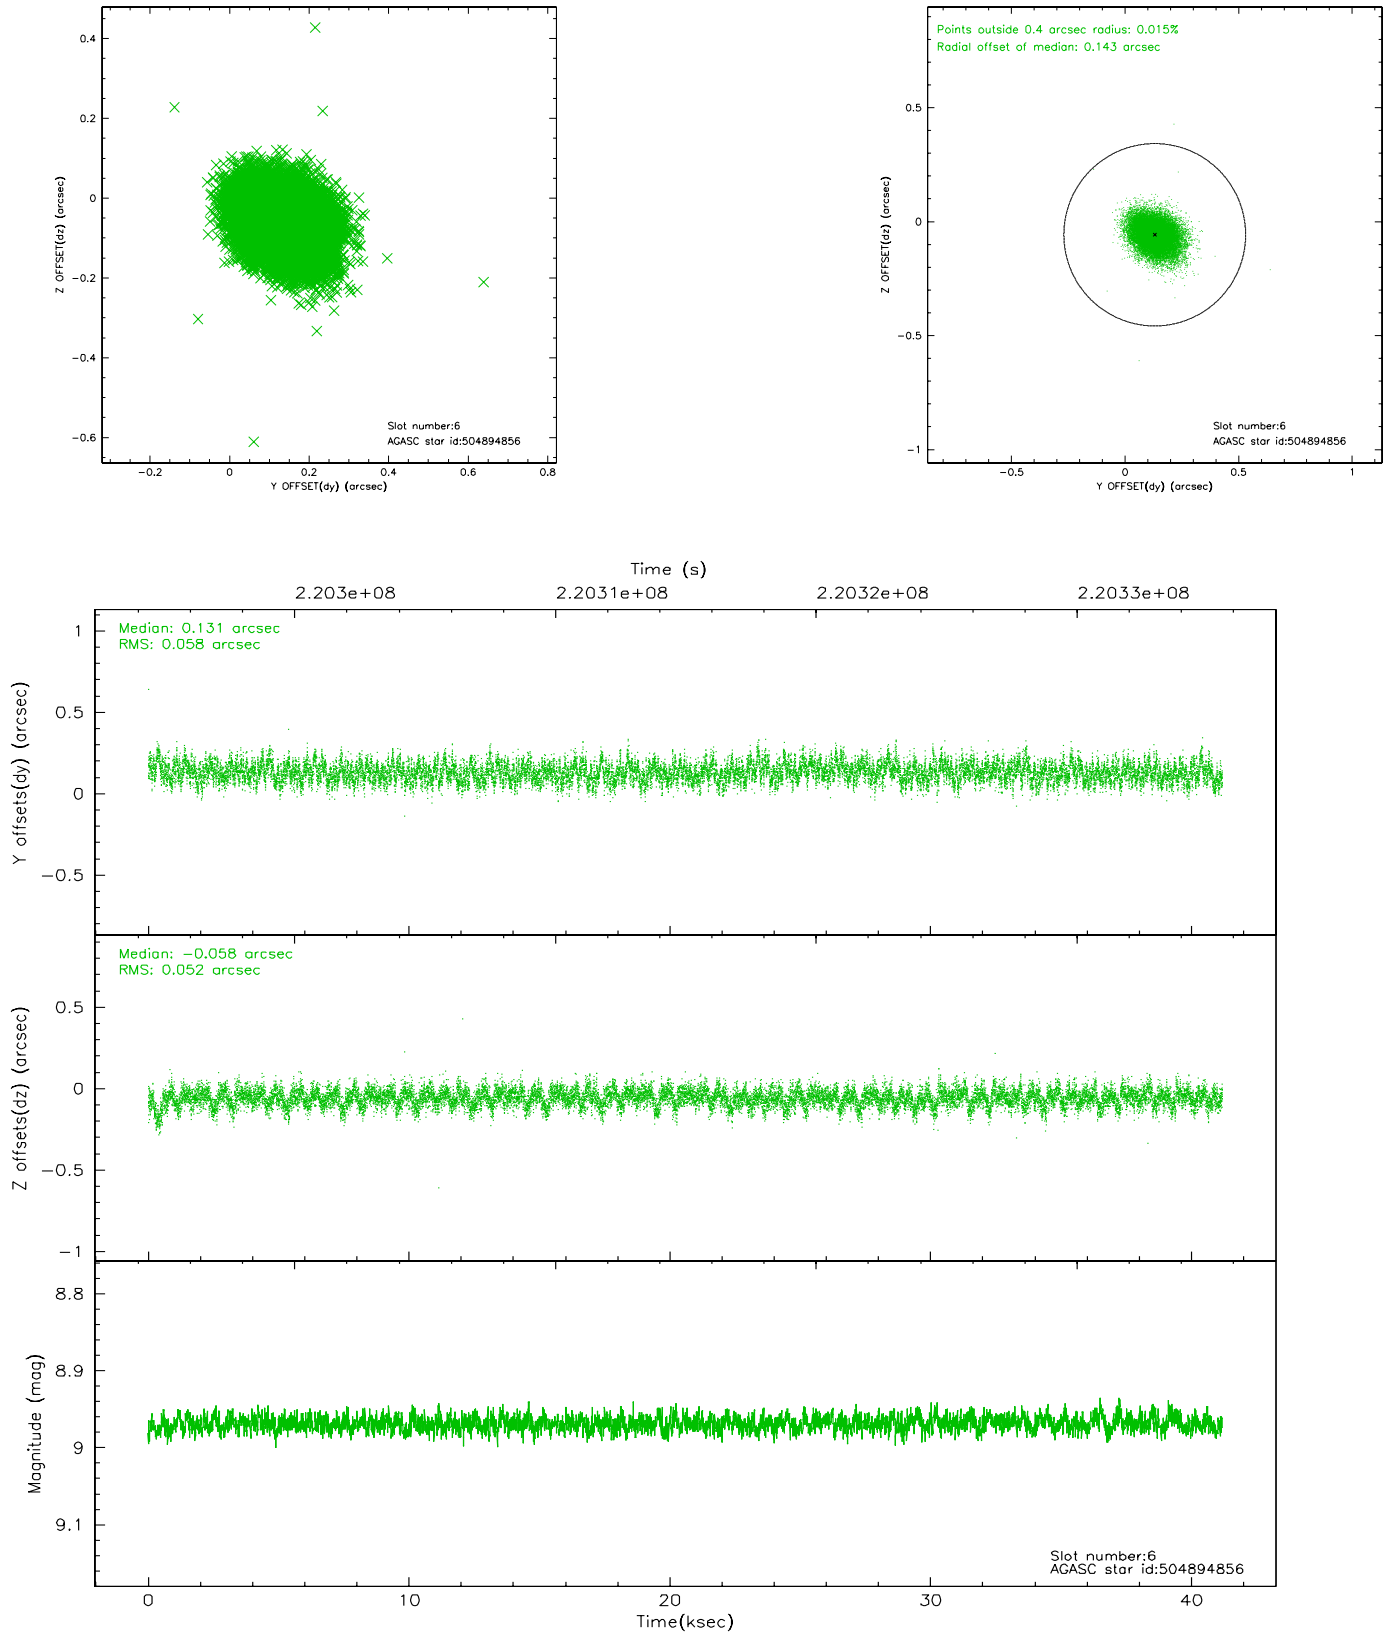 0.4
0.2
0
−0.2
−0.4
−0.6
Z OFFSET(dz) (arcsec)
Slot number:6
AGASC star id:504894856
−0.2 0 0.2 0.4 0.6 0.8
Y OFFSET(dy) (arcsec)
Points outside 0.4 arcsec radius: 0.015%
Radial offset of median: 0.143 arcsec
0.5
0
−0.5
−1
Z OFFSET(dz) (arcsec)
Slot number:6
AGASC star id:504894856
−0.5 0 0.5 1
Y OFFSET(dy) (arcsec)
Time (s)
2.203e+08 2.2031e+08 2.2032e+08 2.2033e+08
Median: 0.131 arcsec
RMS: 0.058 arcsec
1
0.5
0
−0.5
Y offsets(dy) (arcsec)
Median: −0.058 arcsec
RMS: 0.052 arcsec
0.5
0
−0.5
−1
Z offsets(dz) (arcsec)
8.8
8.9
9
9.1
Magnitude (mag)
Slot number:6
AGASC star id:504894856
0 10 20 30 40
Time(ksec)